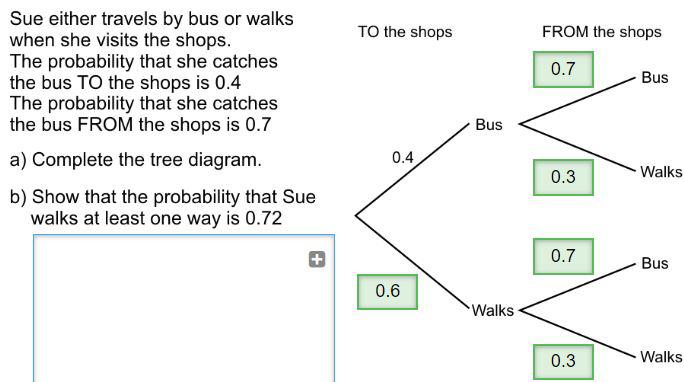 Sue either travels by bus or walks
when she visits the shops.
The probability that she catches
the bus TO the shops is 0.4
The probability that she catches
the bus FROM the shops is 0.7
a) Complete the tree diagram.
b) Show that the probability that Sue
walks at least one way is 0.72
+
TO the shops
FROM the shops
0.7
Bus
Bus
0.4
0.3
Walks
0.7
Bus
0.6
Walks
0.3
Walks